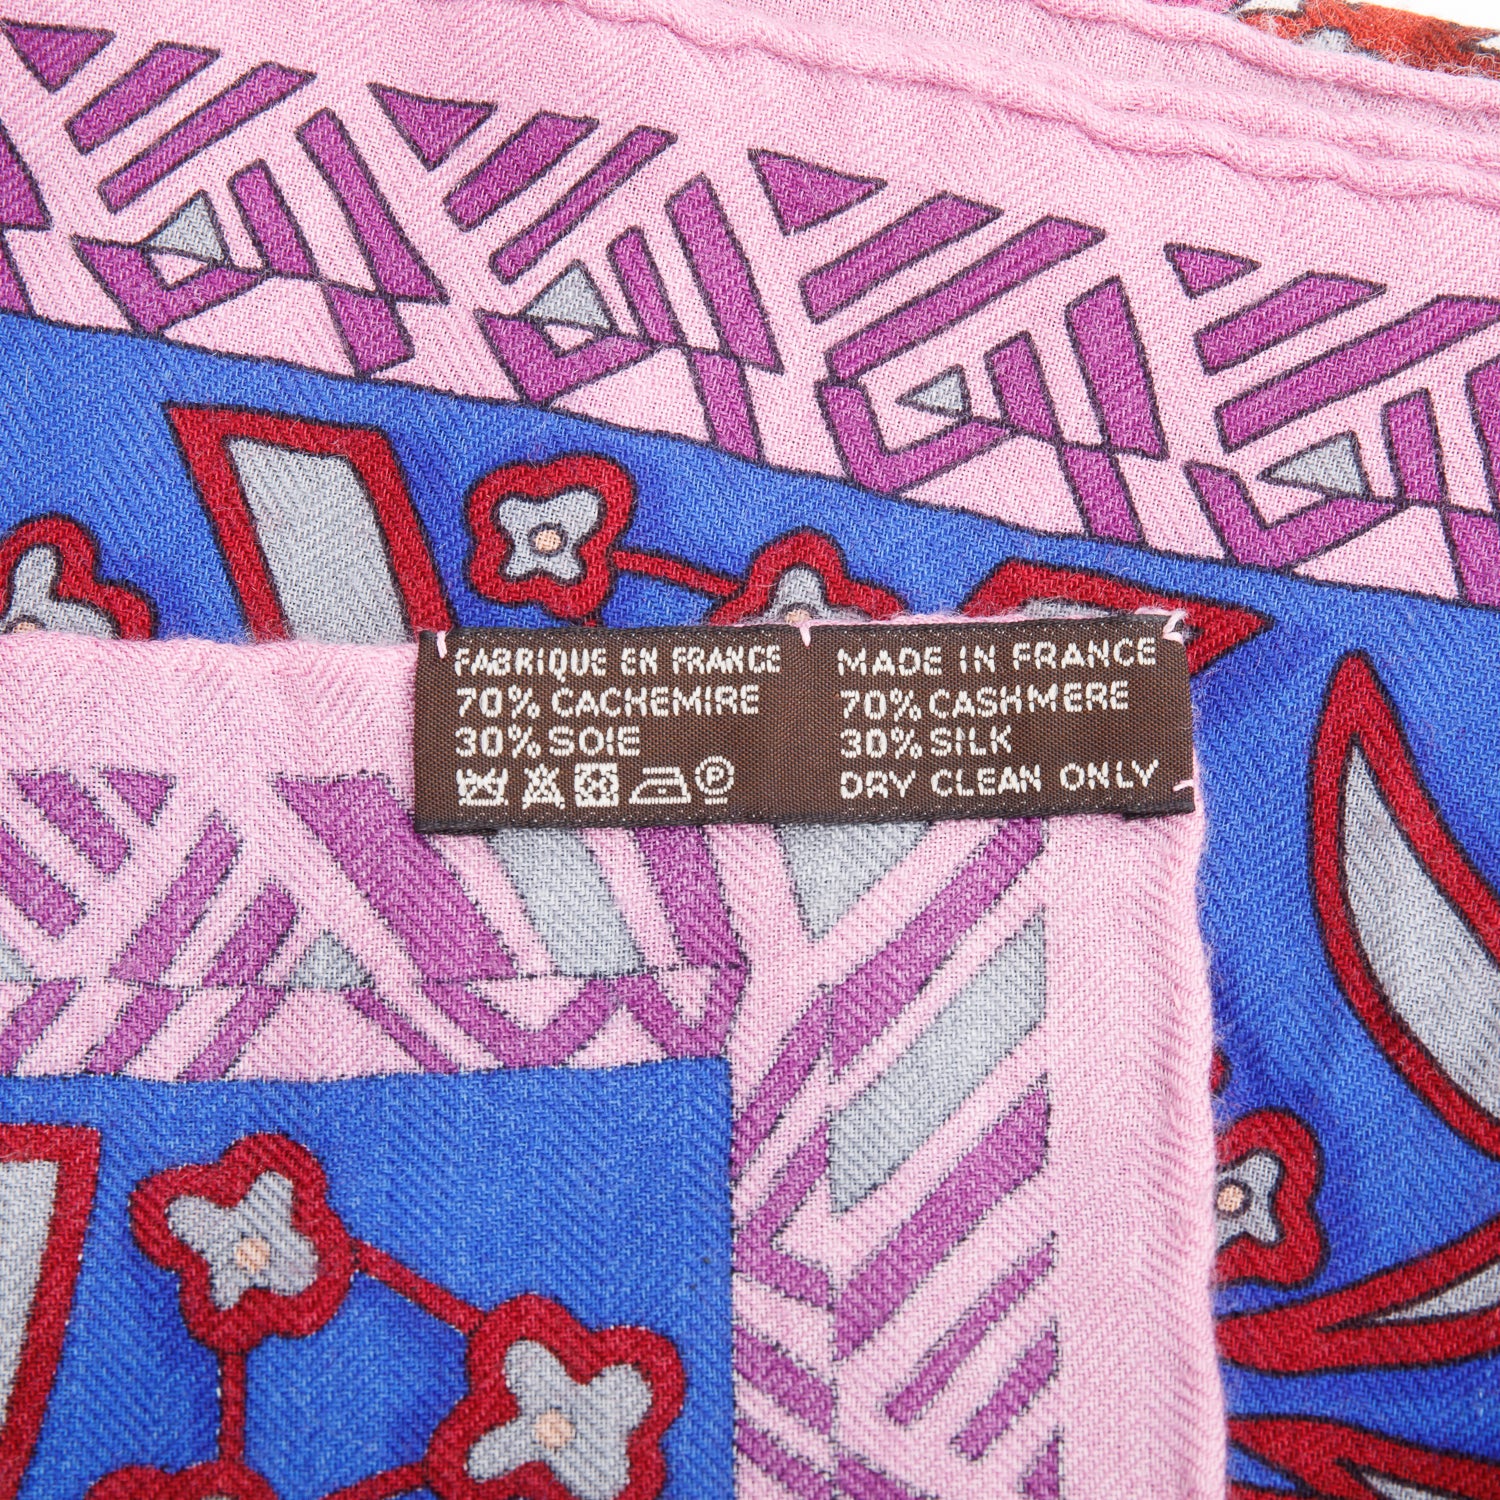 FABRIQUE EN FRANCE
70% CACHEMIRE
30% SOIE
P
MADE IN FRANCE
70% CASHMERE
30% SILK
DRY CLEAN ONLY